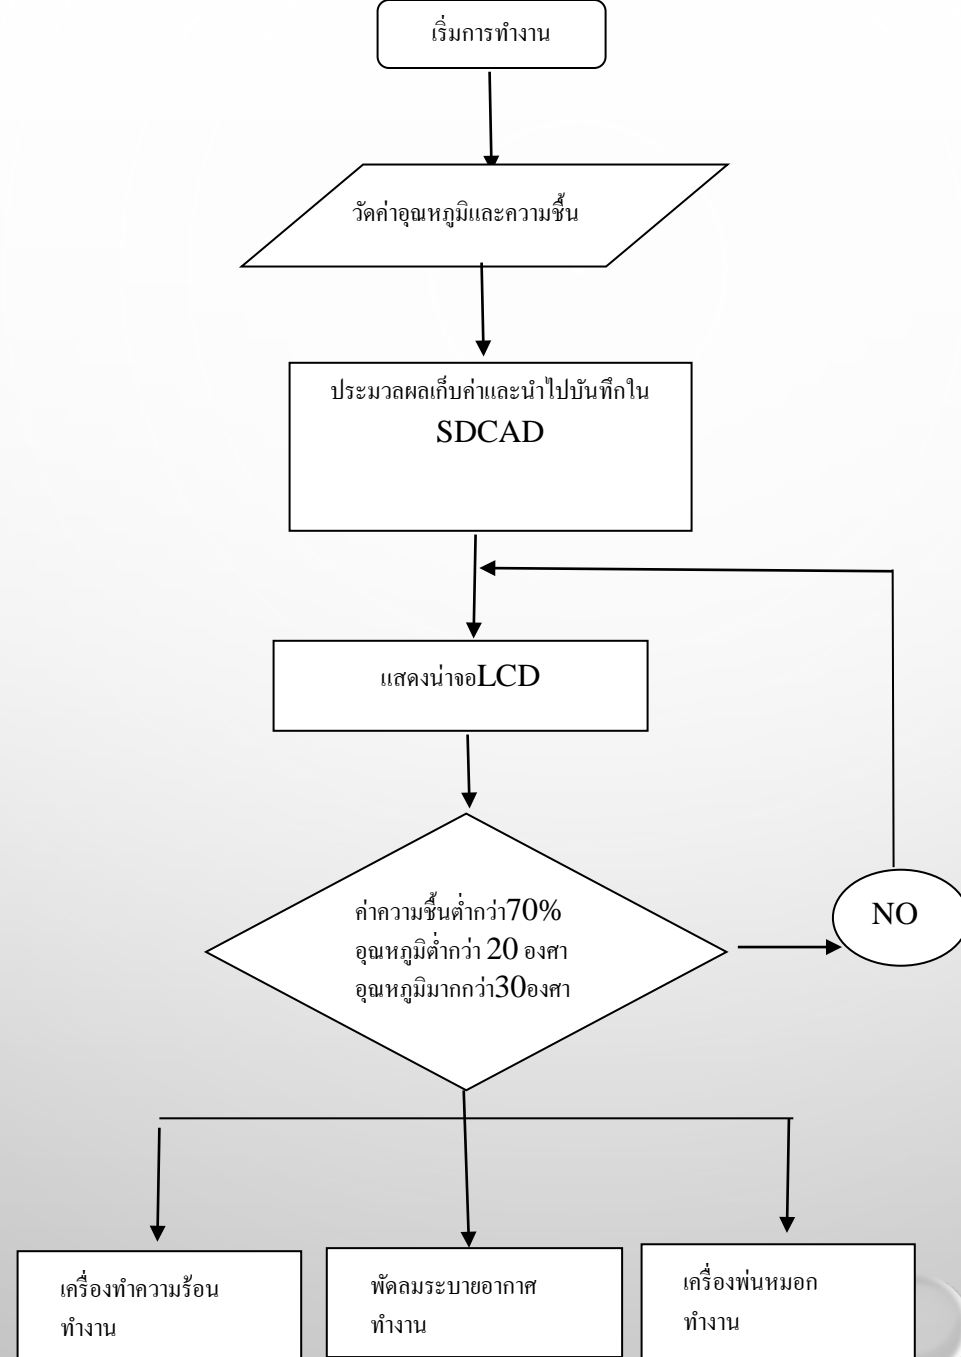 เริ่มการทำงาน
วัดค่าอุณหภูมิและความชื้น
ประมวลผลเก็บค่าและนำไปบันทึกใน
SDCAD
แสดงน่าจอLCD
ค่าความชื้นต่ำกว่า70%
อุณหภูมิต่ำกว่า 20 องศา
อุณหภูมิมากกว่า30องศา
NO
เครื่องทำความร้อน
ทำงาน
พัดลมระบายอากาศ
ทำงาน
เครื่องพ่นหมอก
ทำงาน